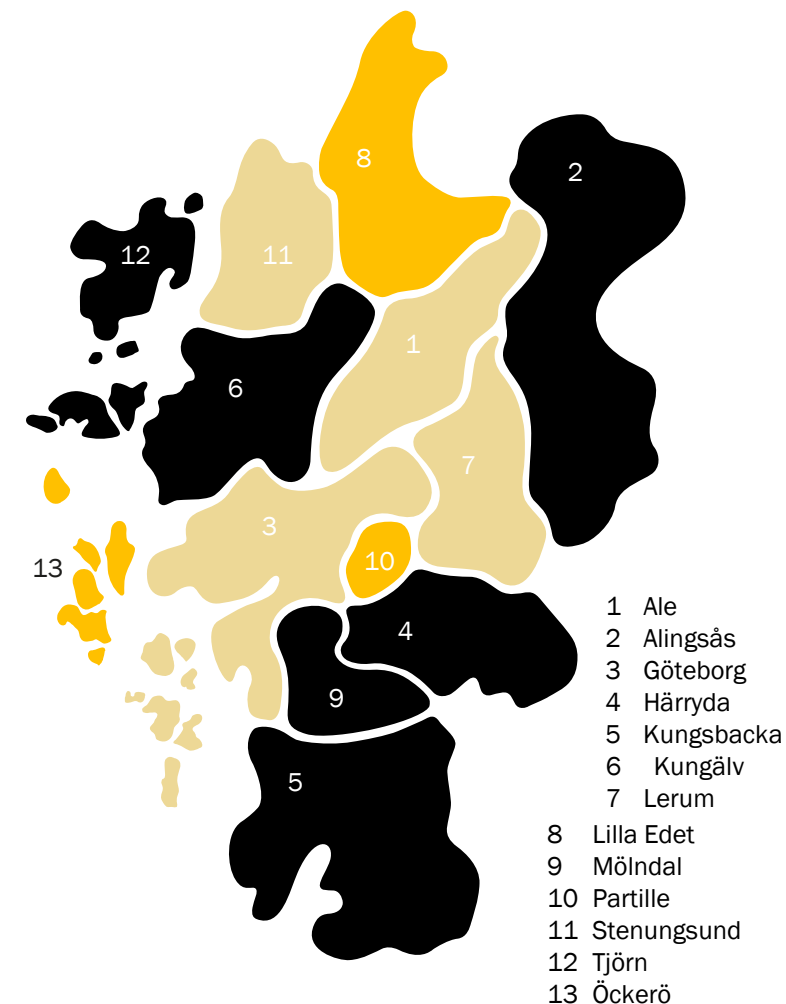 8
2
12
11
1
6
7
3
10
13
4
9
5
1 Ale
2 Alingsås
3 Göteborg
4 Härryda
5 Kungsbacka
6 Kungälv
7 Lerum
8 Lilla Edet
9 Mölndal
10 Partille
11 Stenungsund
12 Tjörn
13 Öckerö